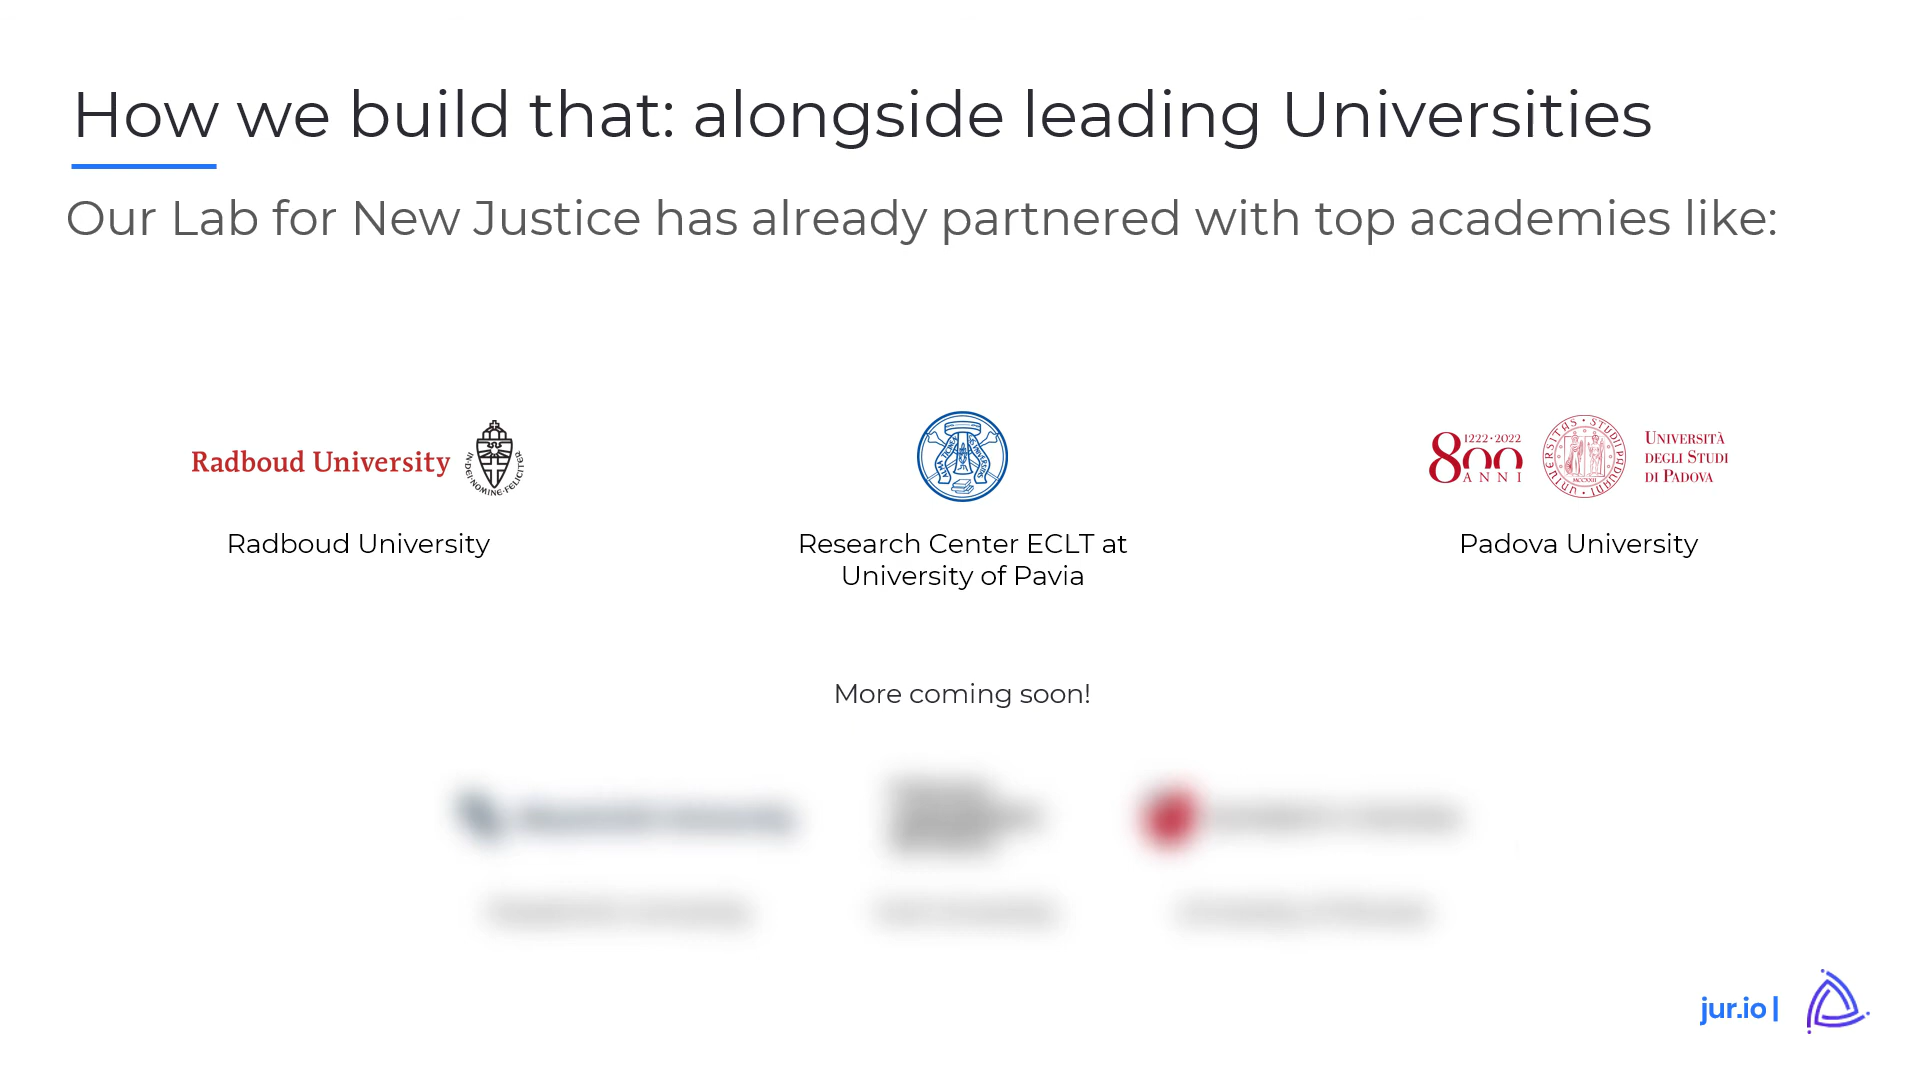 How we build that: alongside leading Universities
Our Lab for New Justice has already partnered with top academies like:
Radboud University
IN·DEI·NOMINE·FELICITER
1222·2022
800
ANNI
UNIVERSITÀ
DEGLI STUDI
DI PADOVA
Radboud University
Research Center ECLT at
University of Pavia
Padova University
More coming soon!
jur.io |